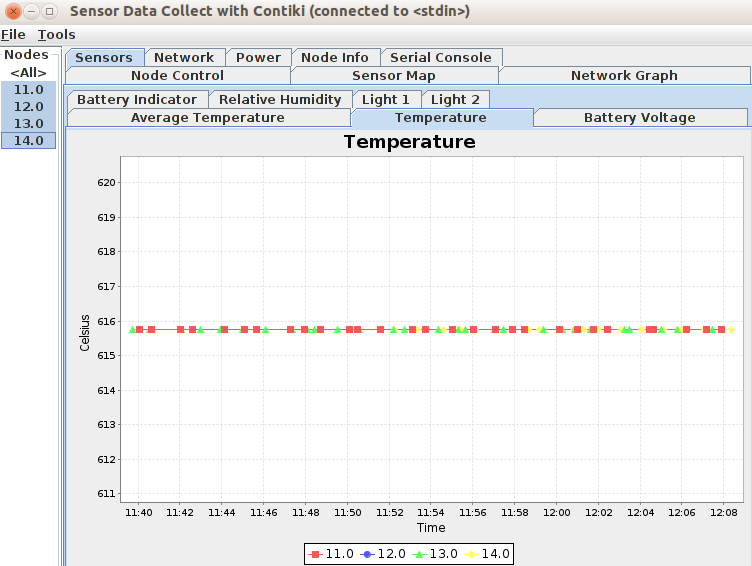 Sensor Data Collect with Contiki (connected to <stdin>)
File Tools
Nodes
<All>
11.0
12.0
13.0
14.0
Sensors Network Power Node Info Serial Console
Node Control Sensor Map Network Graph
Battery Indicator Relative Humidity Light 1 Light 2
Average Temperature Temperature Battery Voltage
Temperature
Celsius
620
619
618
617
616
615
614
613
612
611
11:40 11:42 11:44 11:46 11:48 11:50 11:52 11:54 11:56 11:58 12:00 12:02 12:04 12:06 12:08
Time
11.0 12.0 13.0 14.0